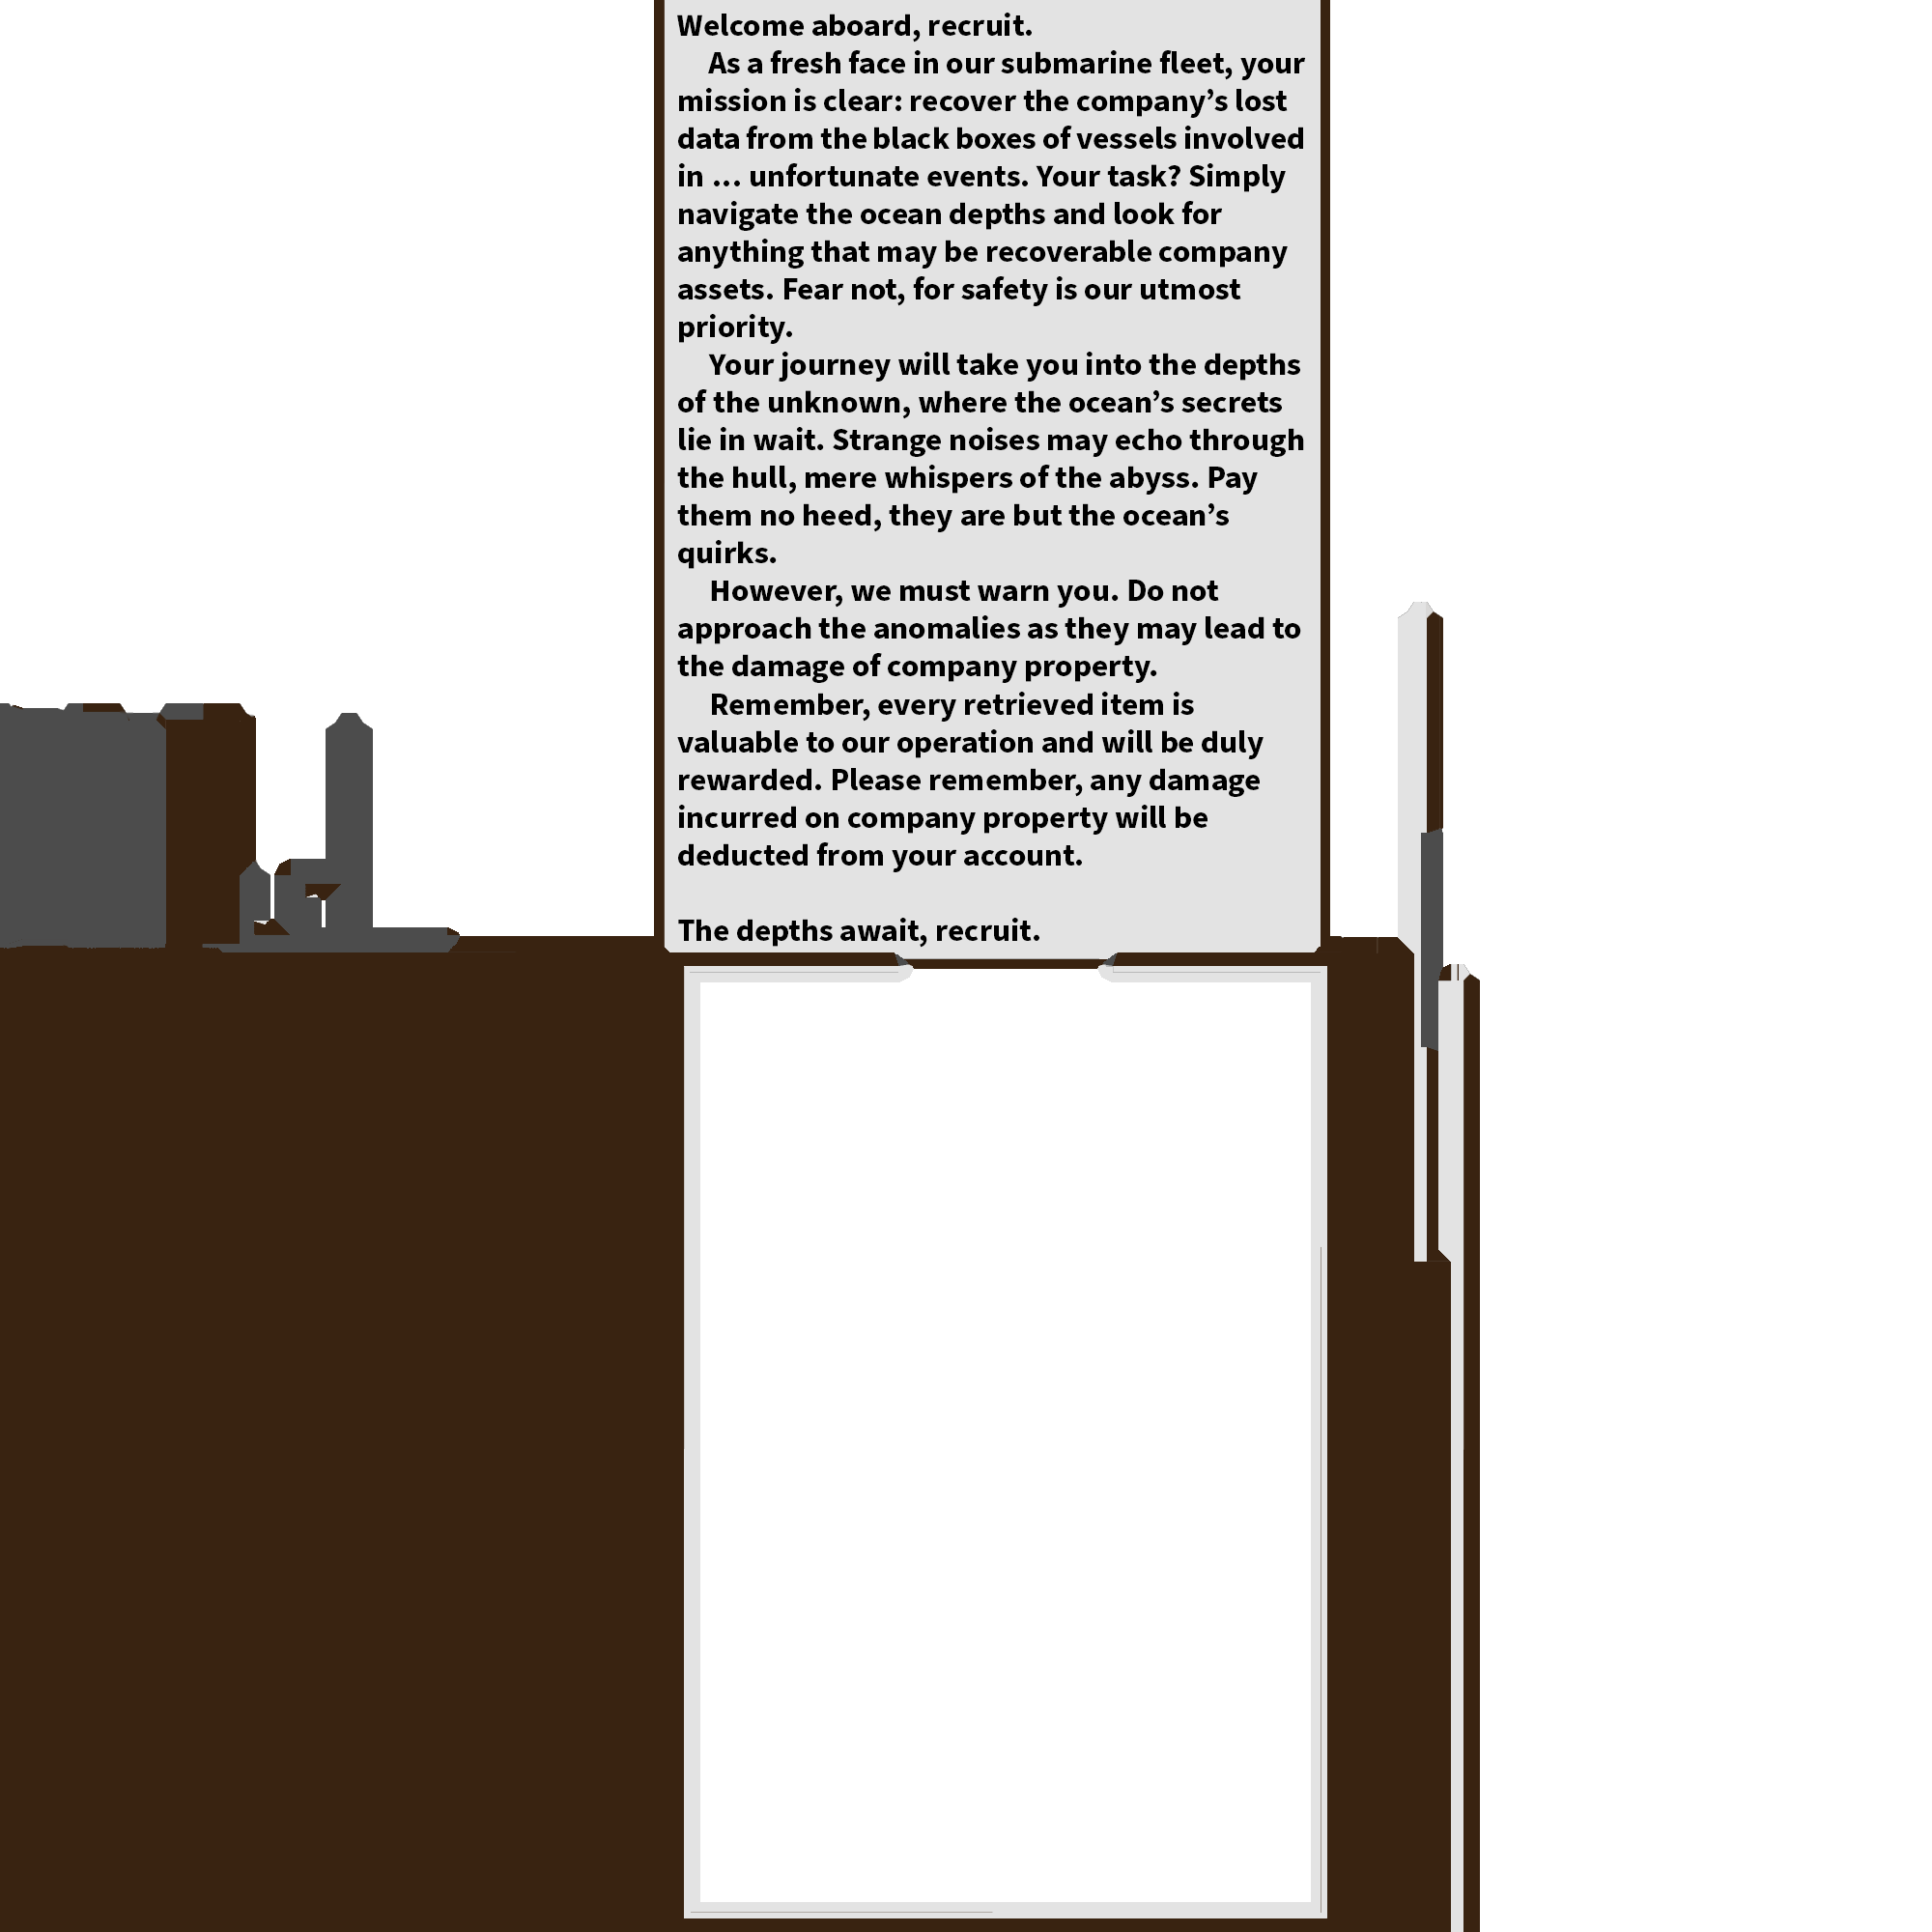 Welcome aboard, recruit.
As a fresh face in our submarine fleet, your
mission is clear: recover the company’s lost
data from the black boxes of vessels involved
in ... unfortunate events. Your task? Simply
navigate the ocean depths and look for
anything that may be recoverable company
assets. Fear not, for safety is our utmost
priority.
Your journey will take you into the depths
of the unknown, where the ocean’s secrets
lie in wait. Strange noises may echo through
the hull, mere whispers of the abyss. Pay
them no heed, they are but the ocean’s
quirks.
However, we must warn you. Do not
approach the anomalies as they may lead to
the damage of company property.
Remember, every retrieved item is
valuable to our operation and will be duly
rewarded. Please remember, any damage
incurred on company property will be
deducted from your account.
The depths await, recruit.